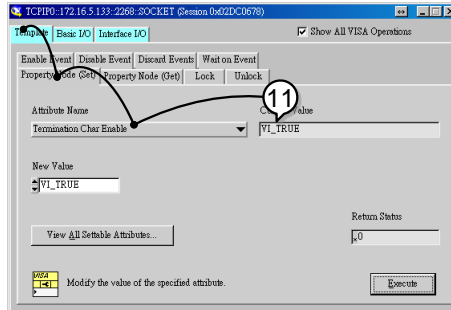 TCPIP0::172.16.5.133::2268::SOCKET (Session 0x02DC0678)
Template Basic I/O Interface I/O Show All VISA Operations
Enable Event Disable Event Discard Events Wait on Event
Property Node (Set) Property Node (Get) Lock Unlock
11
Attribute Name Value
Termination Char Enable VI_TRUE
New Value
VI_TRUE
Return Status
View All Settable Attributes... x0
VISA
Modify the value of the specified attribute. Execute